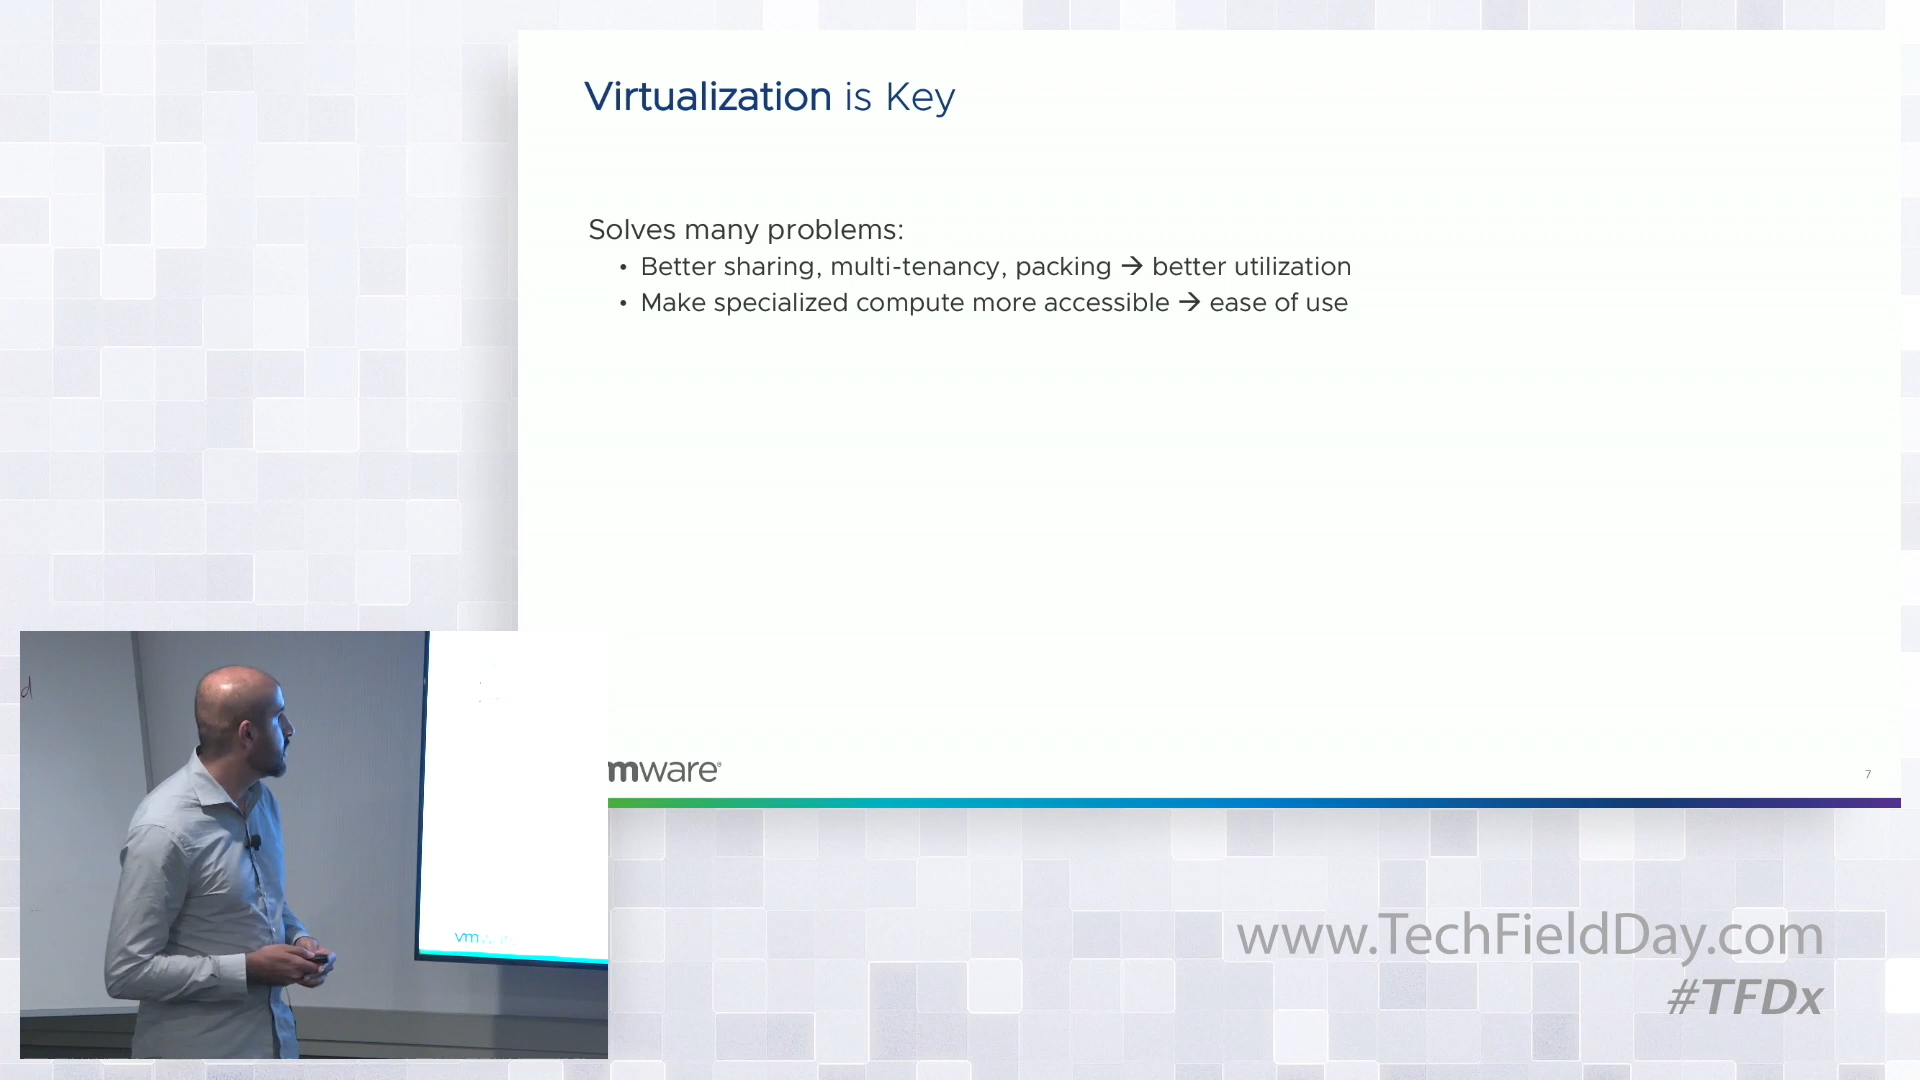 Virtualization is Key
Solves many problems:
• Better sharing, multi-tenancy, packing → better utilization
• Make specialized compute more accessible → ease of use
mware®
7
d
vm
www.TechFieldDay.com
#TFDx